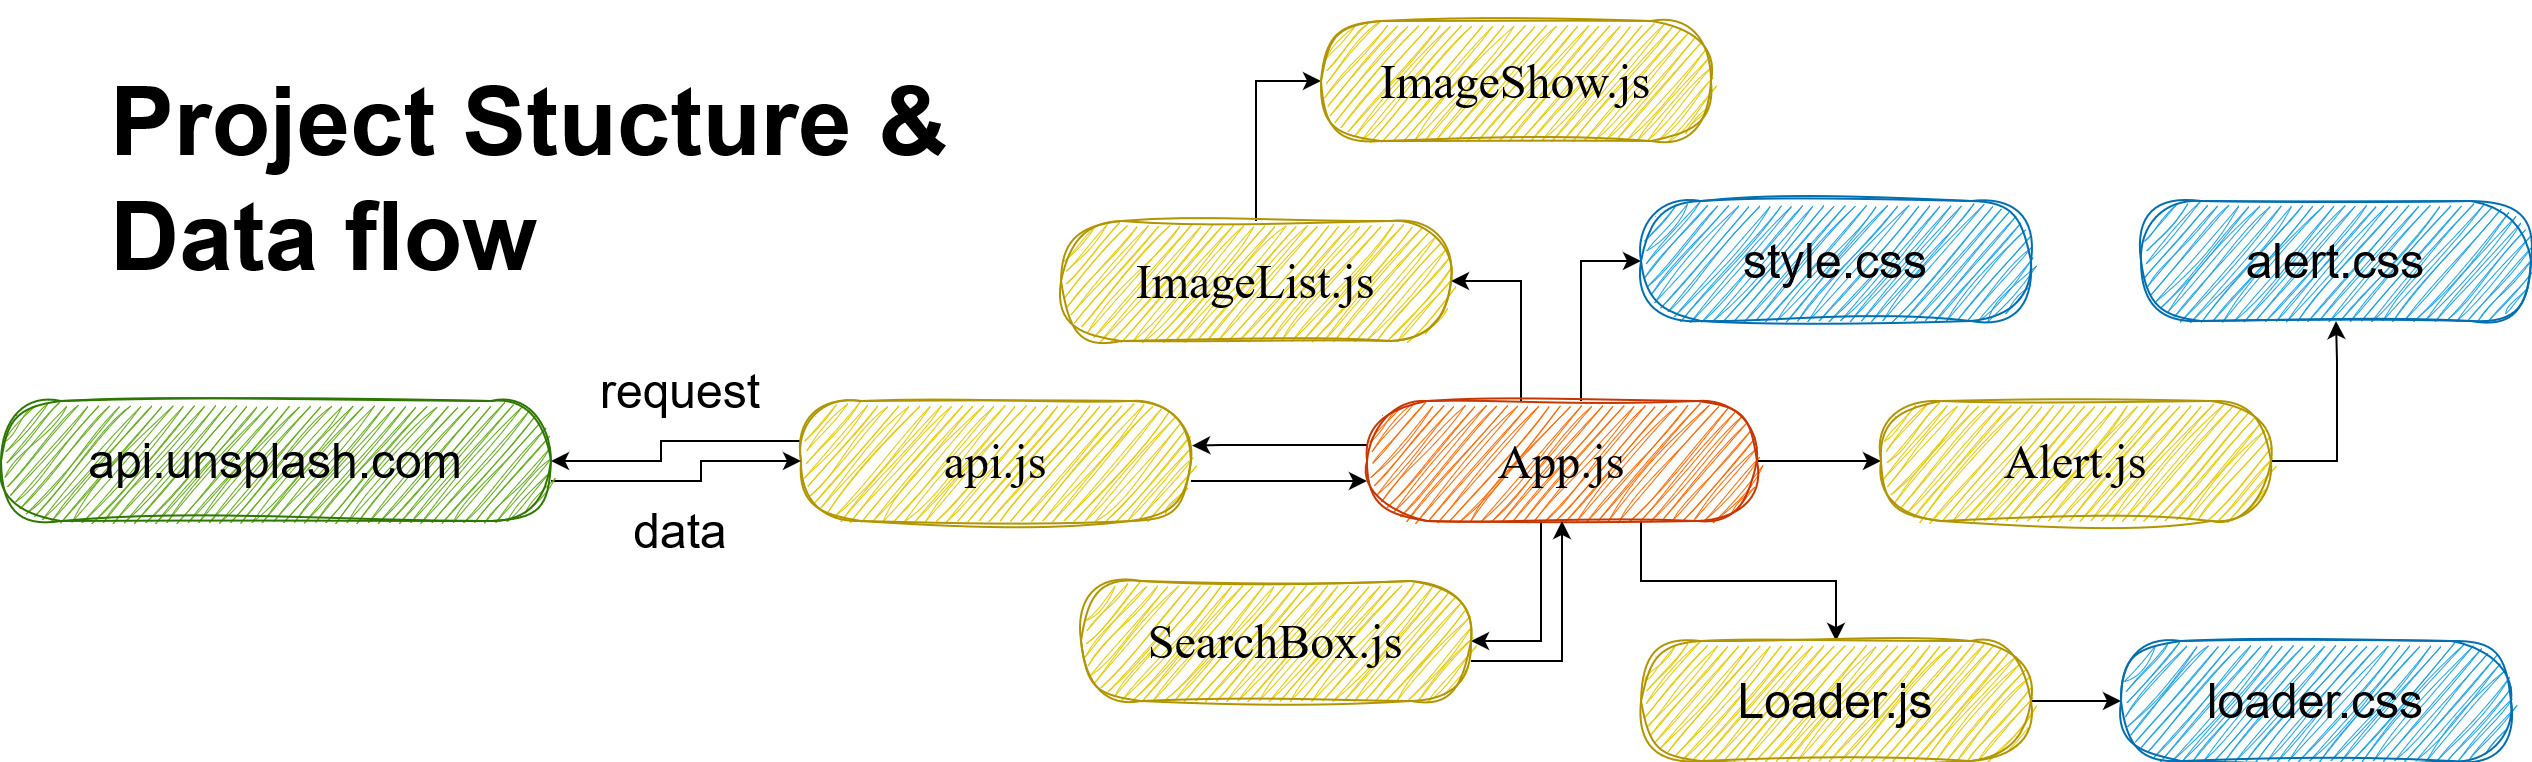 Project Stucture &
Data flow
ImageShow.js
ImageList.js
style.css
alert.css
request
api.unsplash.com
api.js
App.js
Alert.js
data
SearchBox.js
Loader.js
loader.css